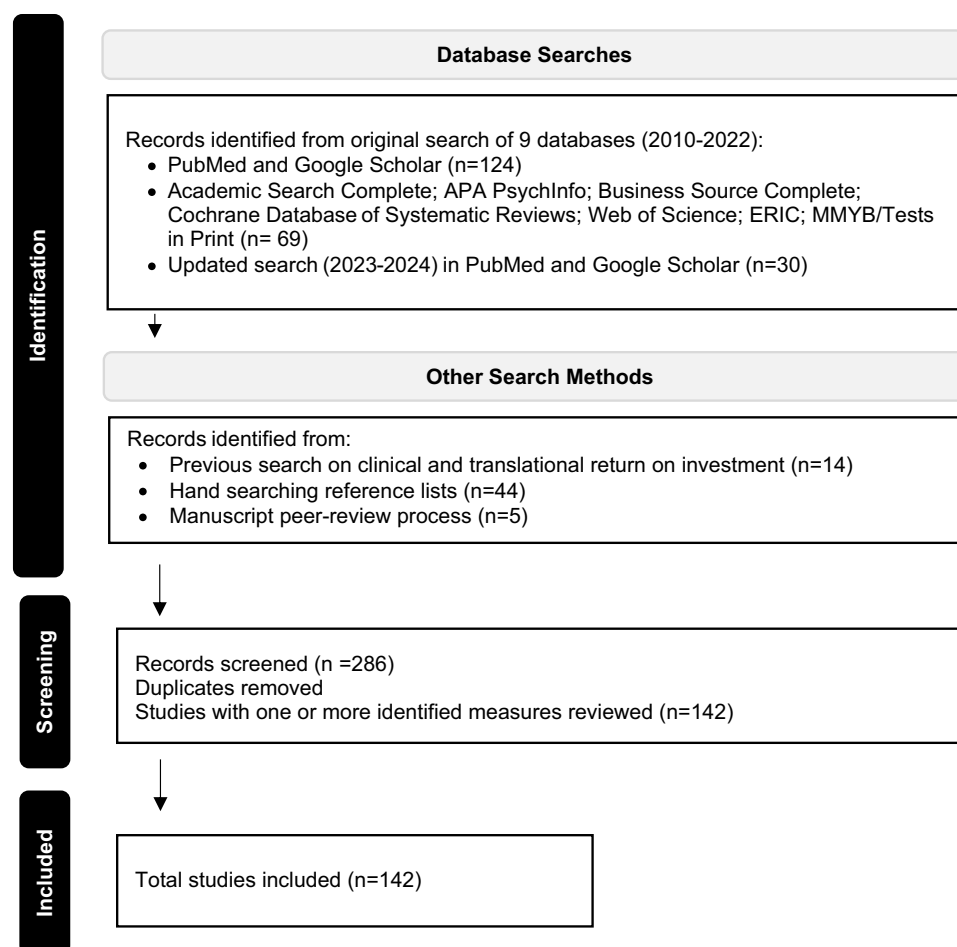 Identification
Database Searches
Records identified from original search of 9 databases (2010-2022):
• PubMed and Google Scholar (n=124)
• Academic Search Complete; APA PsychInfo; Business Source Complete;
Cochrane Database of Systematic Reviews; Web of Science; ERIC; MMYB/Tests
in Print (n= 69)
• Updated search (2023-2024) in PubMed and Google Scholar (n=30)
Other Search Methods
Records identified from:
• Previous search on clinical and translational return on investment (n=14)
• Hand searching reference lists (n=44)
• Manuscript peer-review process (n=5)
Screening
Records screened (n =286)
Duplicates removed
Studies with one or more identified measures reviewed (n=142)
Included
Total studies included (n=142)